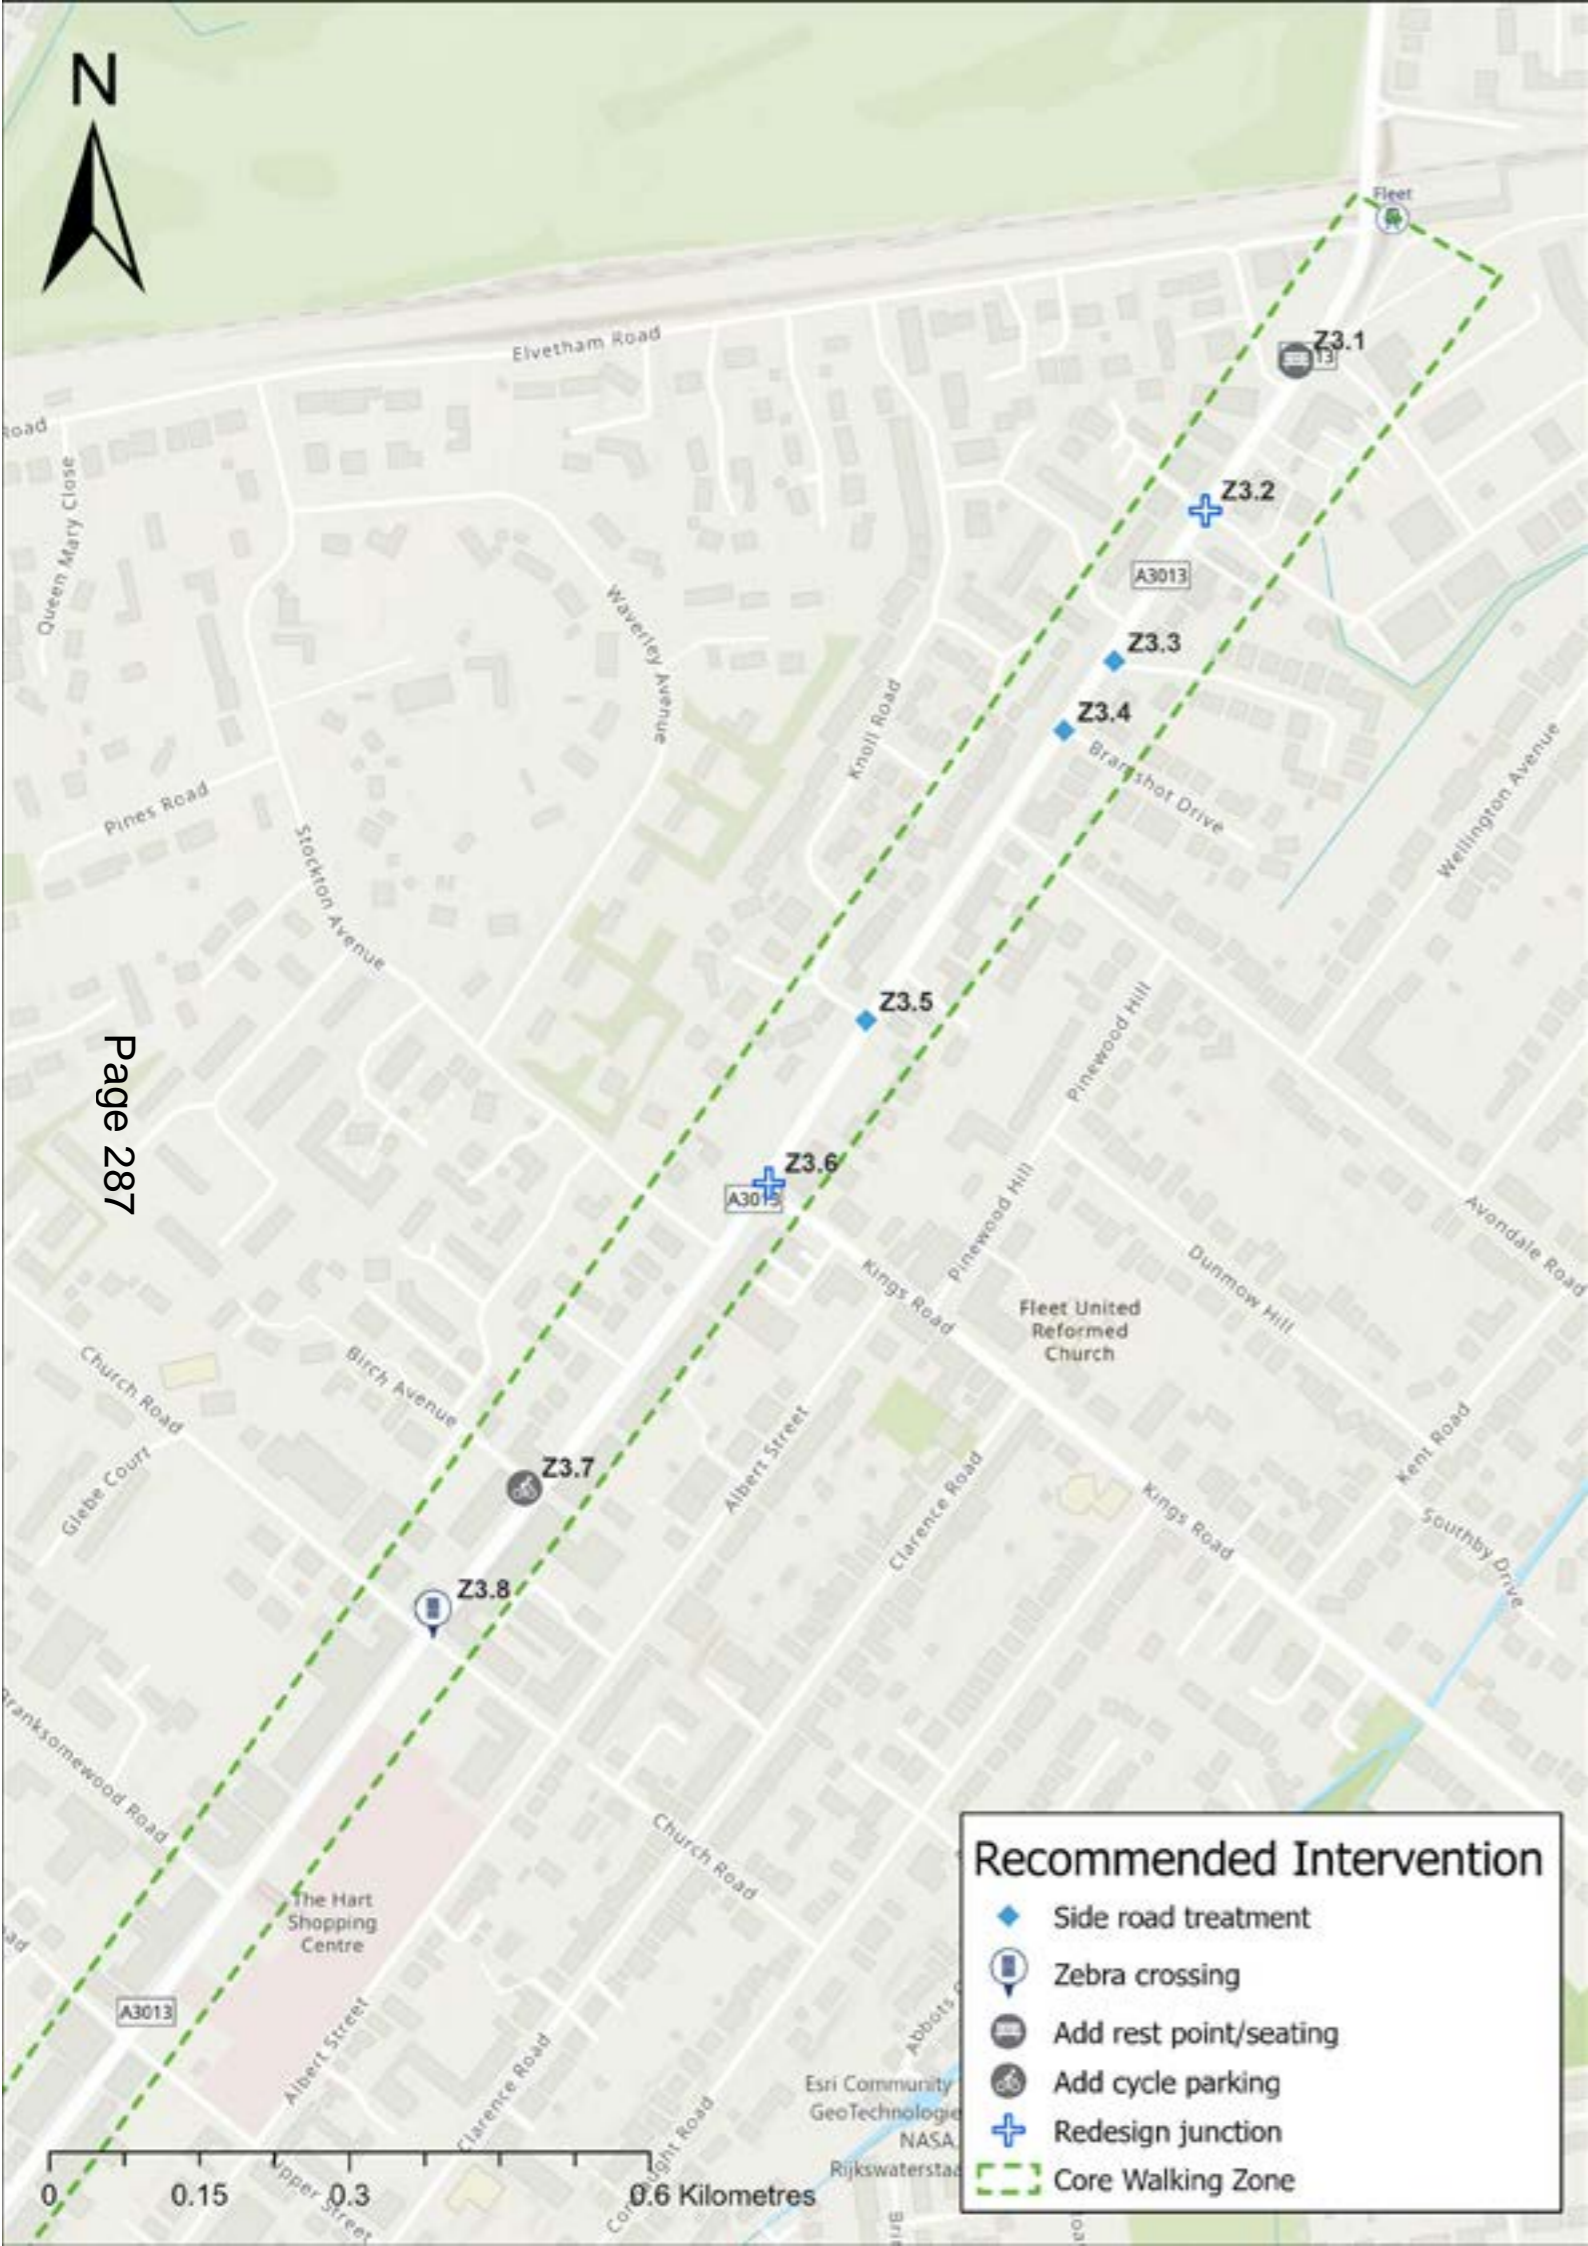 N
Fleet
Z3.1
13
Elvetham Road
Road
Z3.2
Queen Mary Close
A3013
Waverley Avenue
Z3.3
Knoll Road
Z3.4
Bramshot Drive
Wellington Avenue
Pines Road
Stockton Avenue
Z3.5
Pinewood Hill
Page 287
Z3.6
A3013
Pinewood Hill
Avondale Road
Kings Road
Dunmow Hill
Fleet United
Reformed
Church
Church Road
Birch Avenue
Glebe Court
Z3.7
Albert Street
Clarence Road
Kent Road
Kings Road
Southby Drive
Z3.8
Branksomewood Road
Church Road
The Hart
Shopping
Centre
A3013
Albert Street
Clarence Road
Connaught Road
Upper Street
Abbots
Esri Community
GeoTechnologie
NASA,
Rijkswaterstaa
0 0.15 0.3 0.6 Kilometres
Recommended Intervention
Side road treatment
Zebra crossing
Add rest point/seating
Add cycle parking
Redesign junction
Core Walking Zone